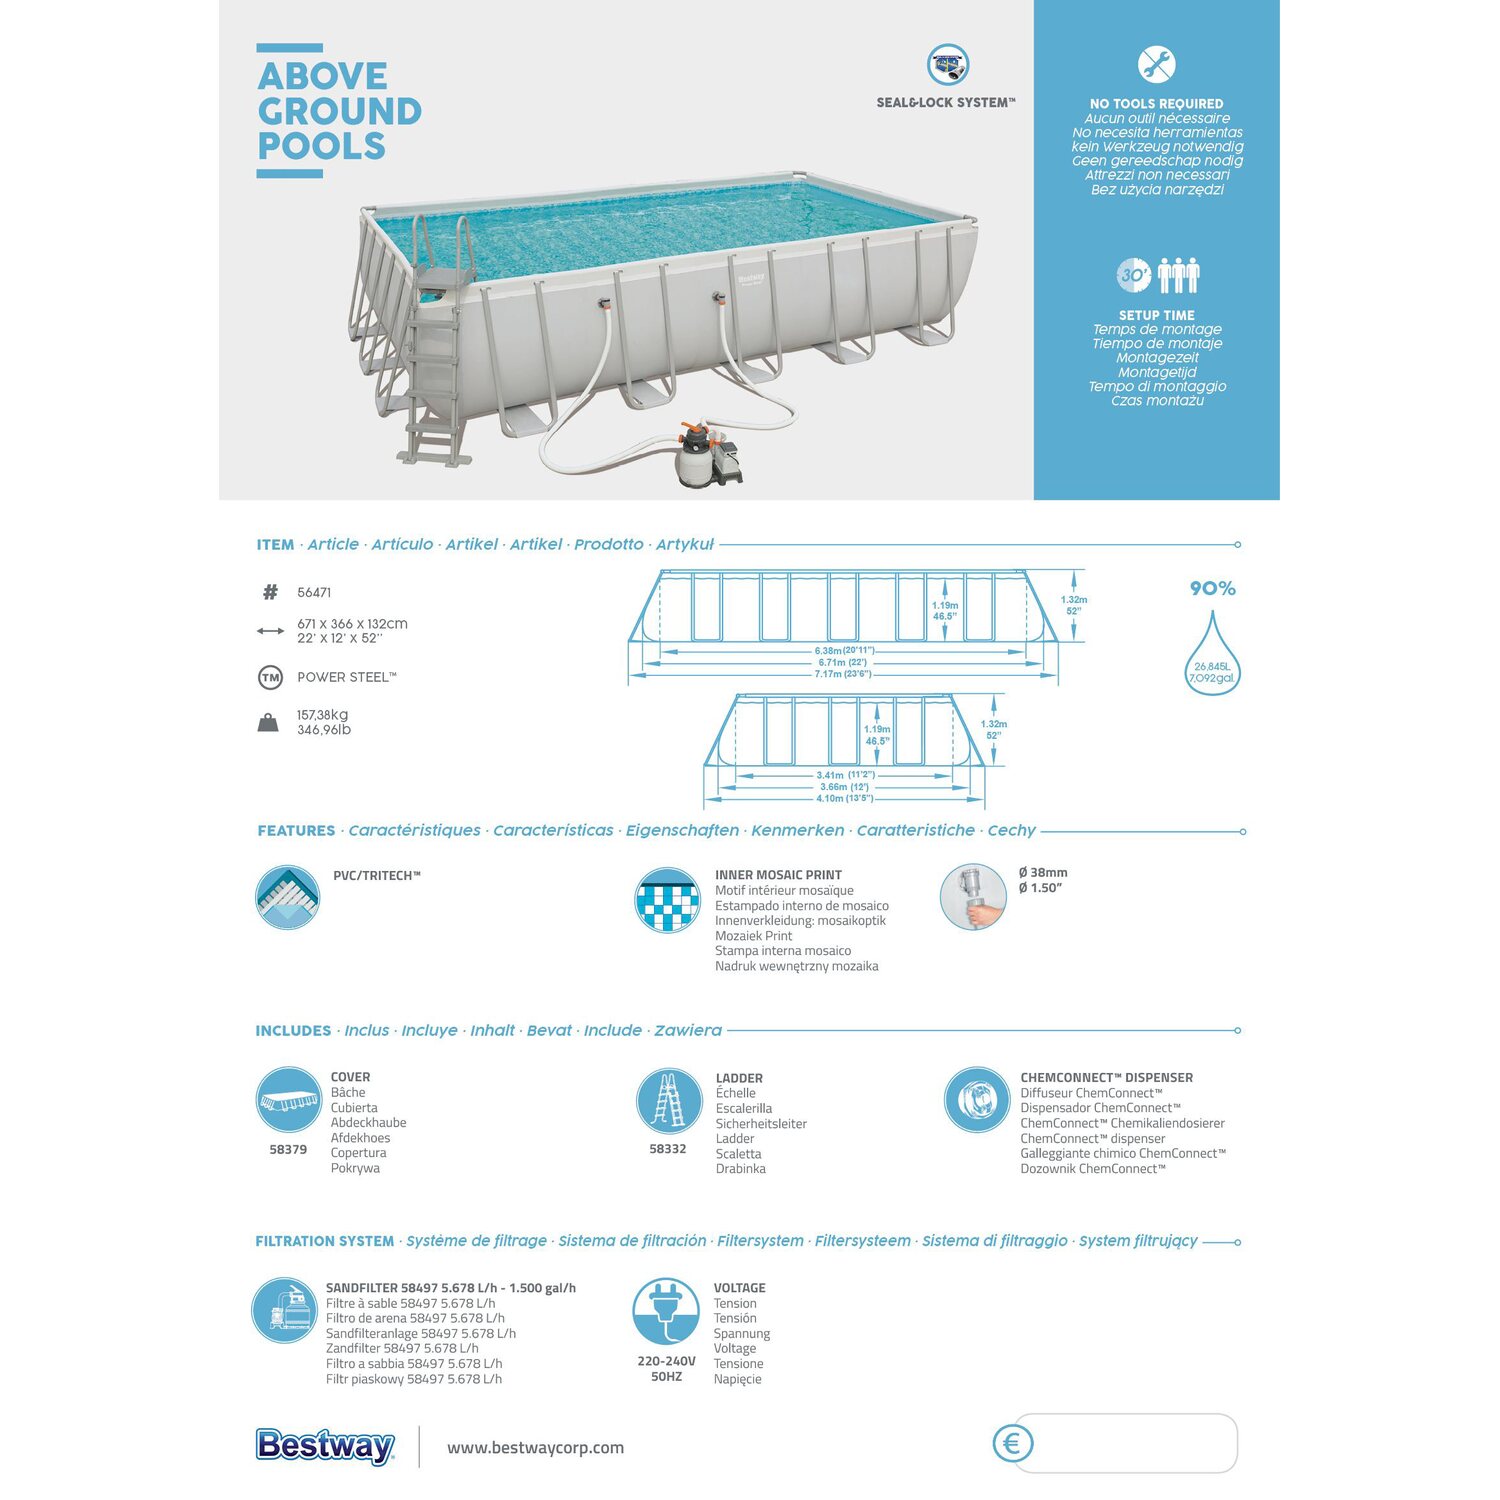 ABOVE
GROUND
POOLS
SEAL&LOCK SYSTEM™
NO TOOLS REQUIRED
Aucun outil nécessaire
No necesita herramientas
kein Werkzeug notwendig
Geen gereedschap nodig
Attrezzi non necessari
Bez użycia narzędzi
30'
SETUP TIME
Temps de montage
Tiempo de montaje
Montagezeit
Montagetijd
Tempo di montaggio
Czas montażu
Bestway
ITEM · Article · Artículo · Artikel · Artikel · Prodotto · Artykuł
# 56471
671 x 366 x 132cm
22' x 12' x 52"
TM POWER STEEL™
157,38kg
346,96lb
1.19m
46.5"
1.32m
52"
6.38m(20'11")
6.71m (22')
7.17m (23'6")
1.19m
46.5"
1.32m
52"
3.41m (11'2")
3.66m (12')
4.10m (13'5")
90%
26,845L
7,092gal.
FEATURES · Caractéristiques · Características · Eigenschaften · Kenmerken · Caratteristiche · Cechy
PVC/TRITECH™
INNER MOSAIC PRINT
Motif intérieur mosaïque
Estampado interno de mosaico
Innenverkleidung: mosaikoptik
Mozaiek Print
Stampa interna mosaico
Nadruk wewnętrzny mozaika
Ø 38mm
Ø 1.50"
INCLUDES · Inclus · Incluye · Inhalt · Bevat · Include · Zawiera
58379
COVER
Bâche
Cubierta
Abdeckhaube
Afdekhoes
Copertura
Pokrywa
58332
LADDER
Échelle
Escalerilla
Sicherheitsleiter
Ladder
Scaletta
Drabinka
CHEMCONNECT™ DISPENSER
Diffuseur ChemConnect™
Dispensador ChemConnect™
ChemConnect™ Chemikaliendosierer
ChemConnect™ dispenser
Galleggiante chimico ChemConnect™
Dozownik ChemConnect™
FILTRATION SYSTEM · Système de filtrage · Sistema de filtración · Filtersystem · Filtersysteem · Sistema di filtraggio · System filtrujący
SANDFILTER 58497 5.678 L/h - 1.500 gal/h
Filtre à sable 58497 5.678 L/h
Filtro de arena 58497 5.678 L/h
Sandfilteranlage 58497 5.678 L/h
Zandfilter 58497 5.678 L/h
Filtro a sabbia 58497 5.678 L/h
Filtr piaskowy 58497 5.678 L/h
220-240V
50HZ
VOLTAGE
Tension
Tensión
Spannung
Voltage
Tensione
Napięcie
Bestway®
www.bestwaycorp.com
€